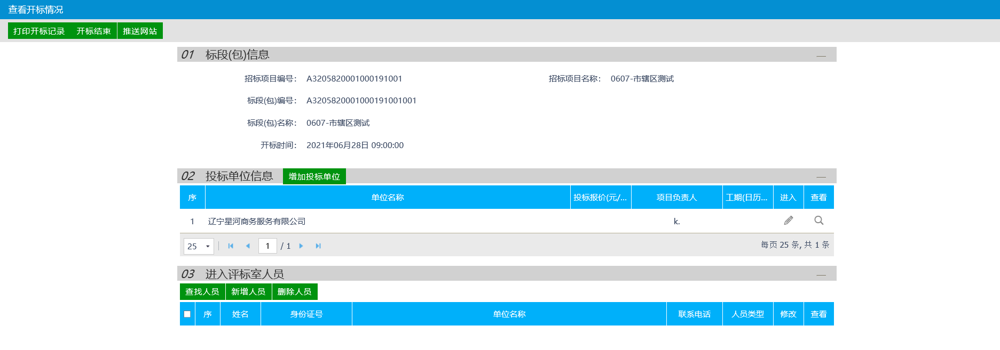 查看开标情况
打印开标记录 开标结束 推送网站
01 标段(包)信息
招标项目编号： A3205820001000191001 招标项目名称： 0607-市辖区测试
标段(包)编号： A3205820001000191001001
标段(包)名称： 0607-市辖区测试
开标时间： 2021年06月28日 09:00:00
02 投标单位信息 增加投标单位
序 单位名称 投标报价(元/... 项目负责人 工期(日历... 进入 查看
1 辽宁星河商务服务有限公司 k.
25 1 / 1 每页 25 条, 共 1 条
03 进入评标室人员
查找人员 新增人员 删除人员
序 姓名 身份证号 单位名称 联系电话 人员类型 修改 查看